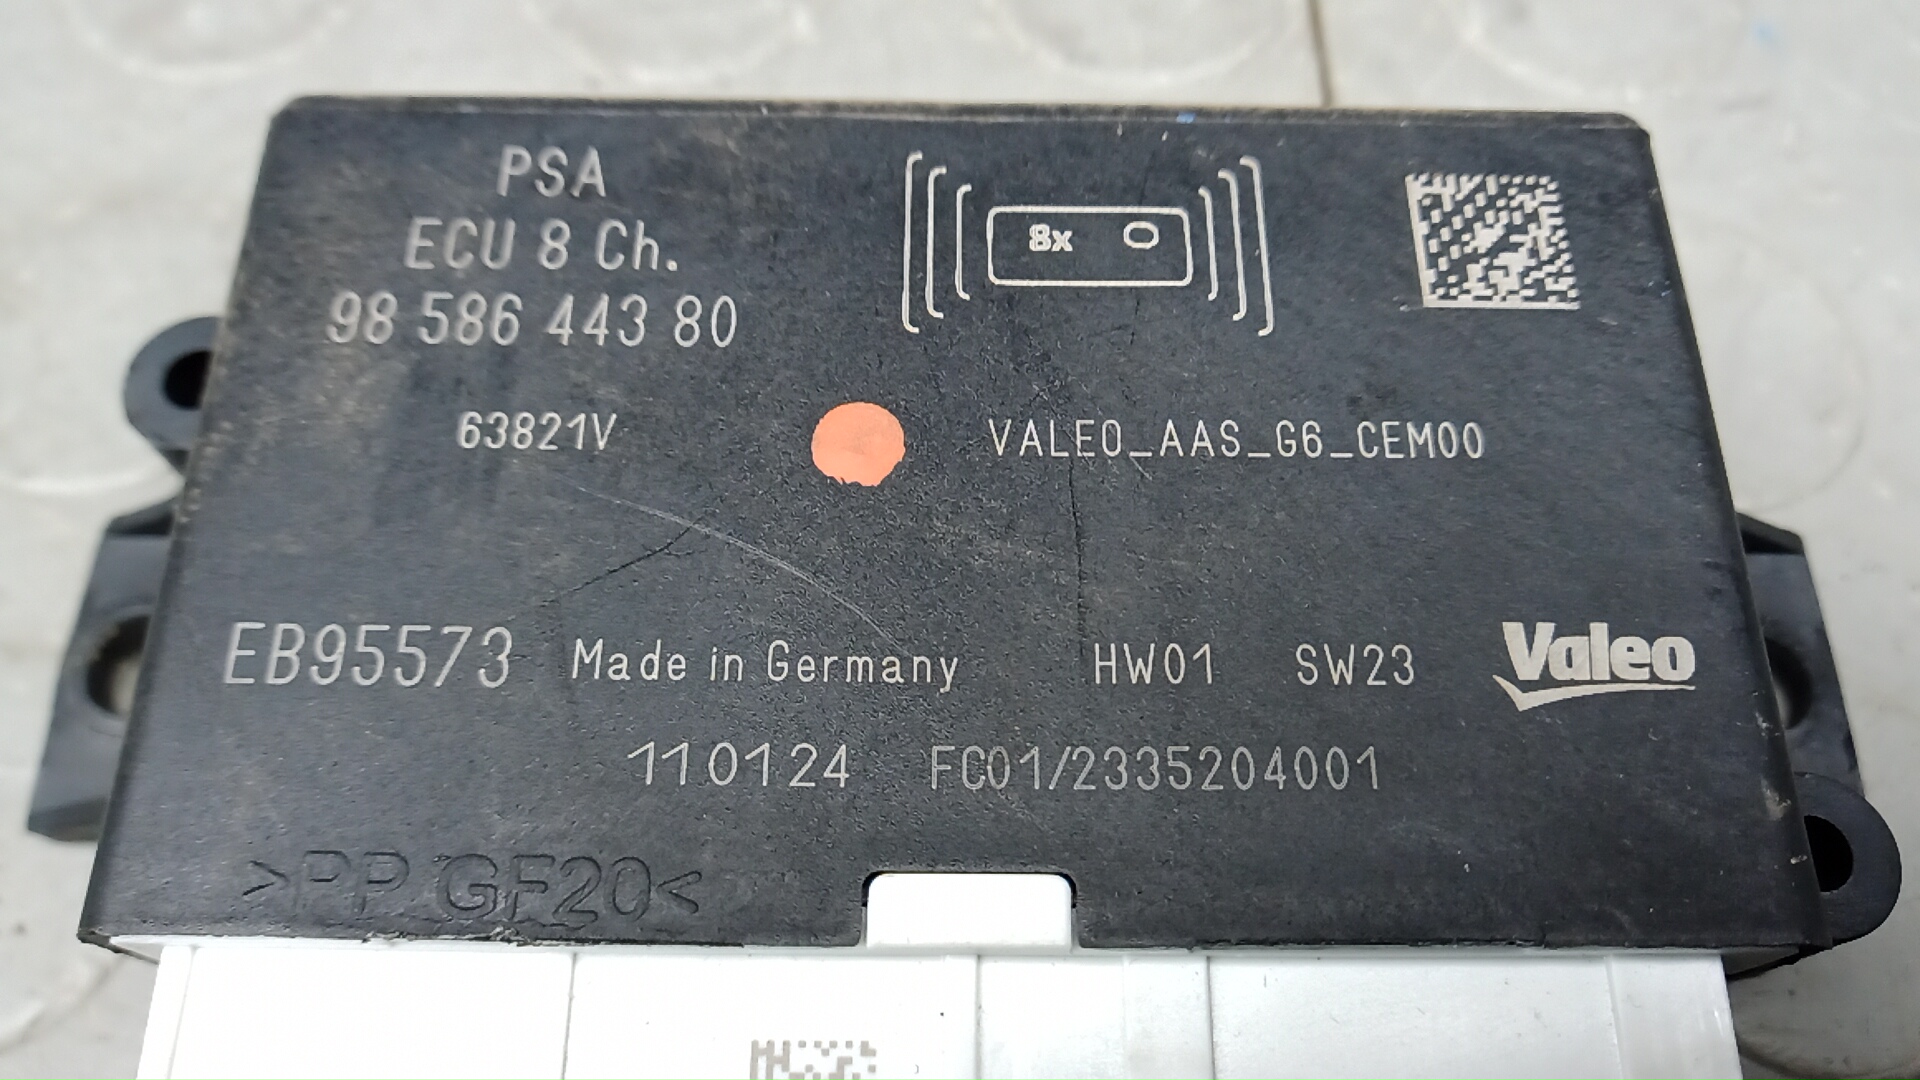 PSA
ECU 8 Ch.
98 586 443 80
8x
63821V
VALEO_AAS_G6_CEM00
EB95573 Made in Germany HW01 SW23 Valeo
110124 FC01/2335204001
>PP GF20<